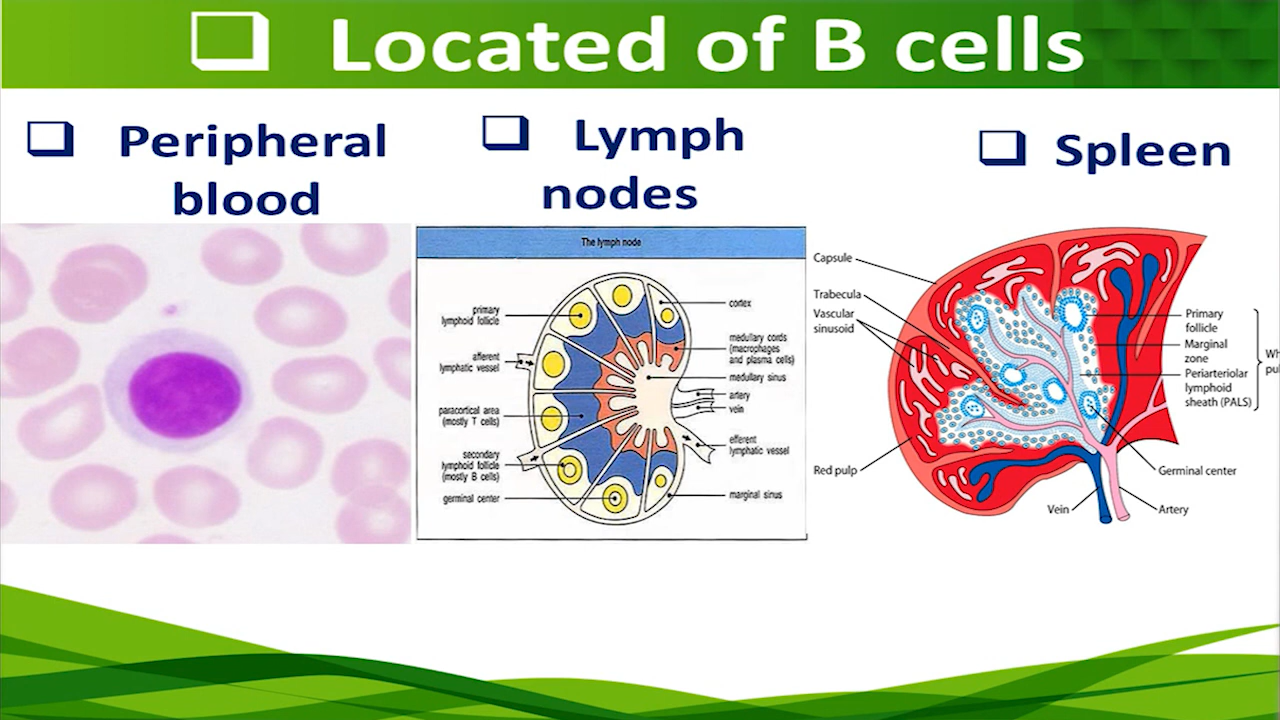 Located of B cells
Peripheral
blood
Lymph
nodes
Spleen
The lymph node
primary
lymphoid follicle
afferent
lymphatic vessel
paracortical area
(mostly T cells)
secondary
lymphoid follicle
(mostly B cells)
germinal center
cortex
medullary cords
(macrophages
and plasma cells)
medullary sinus
artery
vein
efferent
lymphatic vessel
marginal sinus
Capsule
Trabecula
Vascular
sinusoid
Red pulp
Primary
follicle
Marginal
zone
Periarteriolar
lymphoid
sheath (PALS)
Germinal center
Vein
Artery